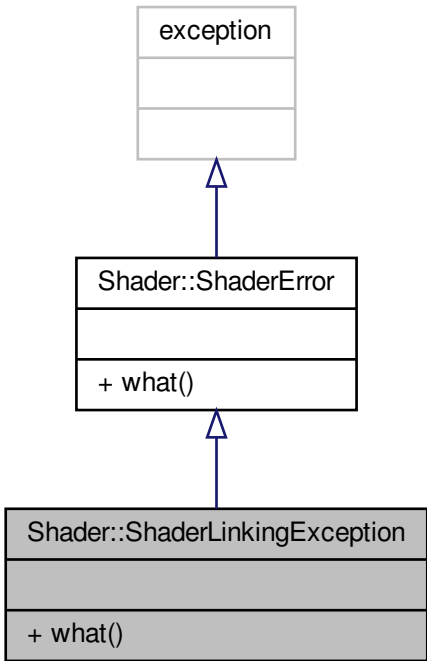 exception
Shader::ShaderError
+ what()
Shader::ShaderLinkingException
+ what()